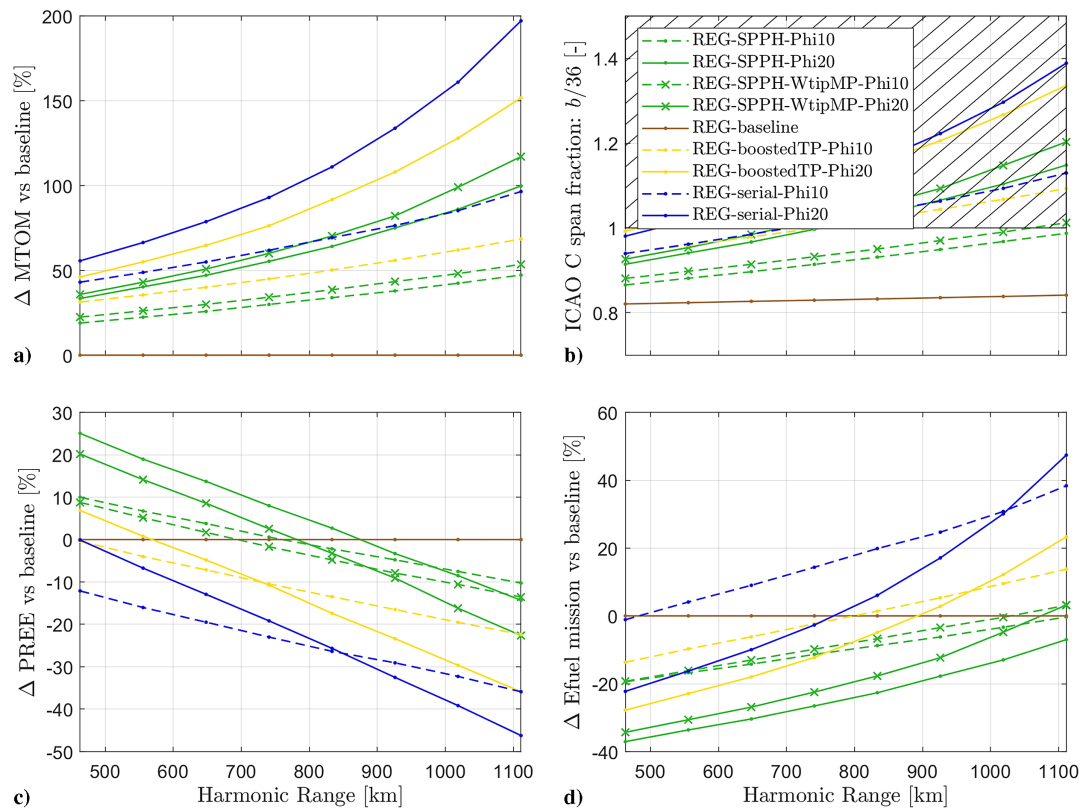 200
150
100
50
0
Δ MTOM vs baseline [%]
a)
1.4
1.2
1
0.8
ICAO C span fraction: b/36 [-]
b)
REG-SPPH-Phi10
REG-SPPH-Phi20
REG-SPPH-WtipMP-Phi10
REG-SPPH-WtipMP-Phi20
REG-baseline
REG-boostedTP-Phi10
REG-boostedTP-Phi20
REG-serial-Phi10
REG-serial-Phi20
30
20
10
0
-10
-20
-30
-40
-50
Δ PREE vs baseline [%]
500 600 700 800 900 1000 1100
Harmonic Range [km]
c)
60
40
20
0
-20
-40
Δ Efuel mission vs baseline [%]
500 600 700 800 900 1000 1100
Harmonic Range [km]
d)